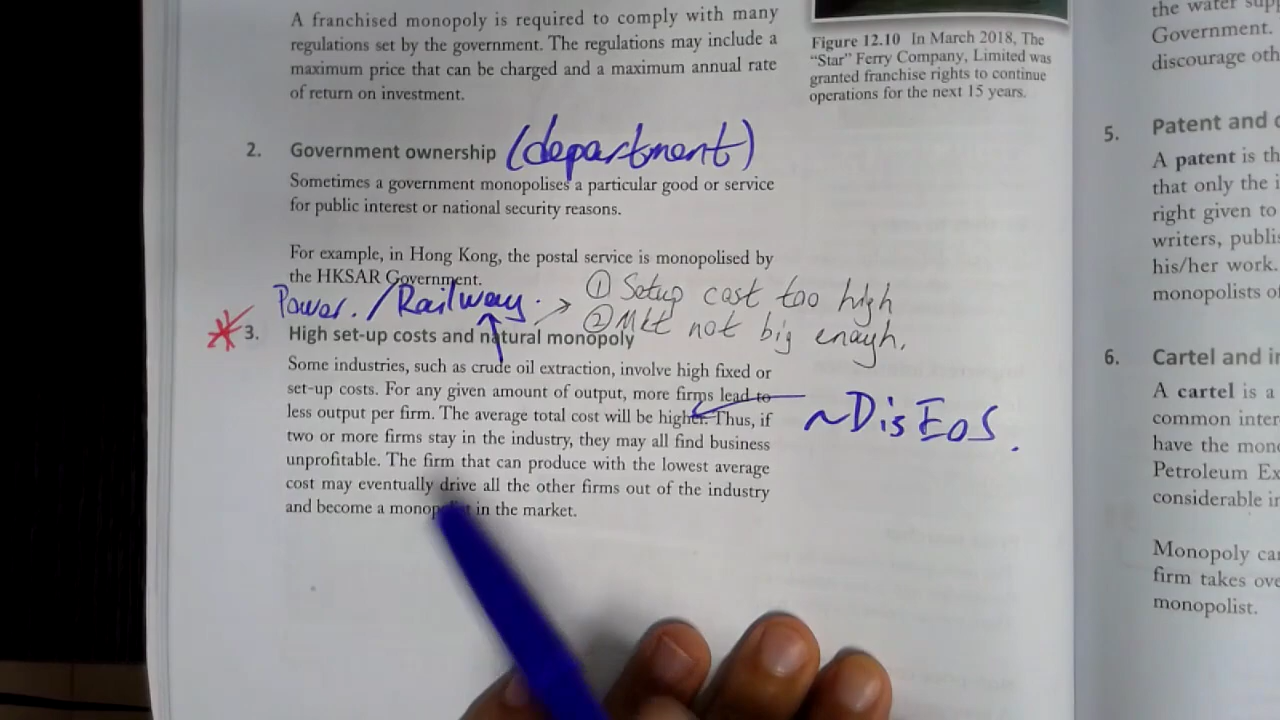 A franchised monopoly is required to comply with many
regulations set by the government. The regulations may include a
maximum price that can be charged and a maximum annual rate
of return on investment.
Figure 12.10 In March 2018, The
“Star” Ferry Company, Limited was
granted franchise rights to continue
operations for the next 15 years.
2. Government ownership (department)
Sometimes a government monopolises a particular good or service
for public interest or national security reasons.
For example, in Hong Kong, the postal service is monopolised by
the HKSAR Government.
Power. / Railway.
① Setup cost too high
② Mkt not big enough.
3. High set-up costs and natural monopoly
Some industries, such as crude oil extraction, involve high fixed or
set-up costs. For any given amount of output, more firms lead to
less output per firm. The average total cost will be higher. Thus, if
two or more firms stay in the industry, they may all find business
unprofitable. The firm that can produce with the lowest average
cost may eventually drive all the other firms out of the industry
and become a monopolist in the market.
~DisEoS.
the water
Government.
discourage
5. Patent and
A patent is
that only the
right given to
writers,
his/her work.
monopolists
6. Cartel and
A cartel is a
common
have the
Petroleum
considerable
Monopoly
firm takes
monopolist.